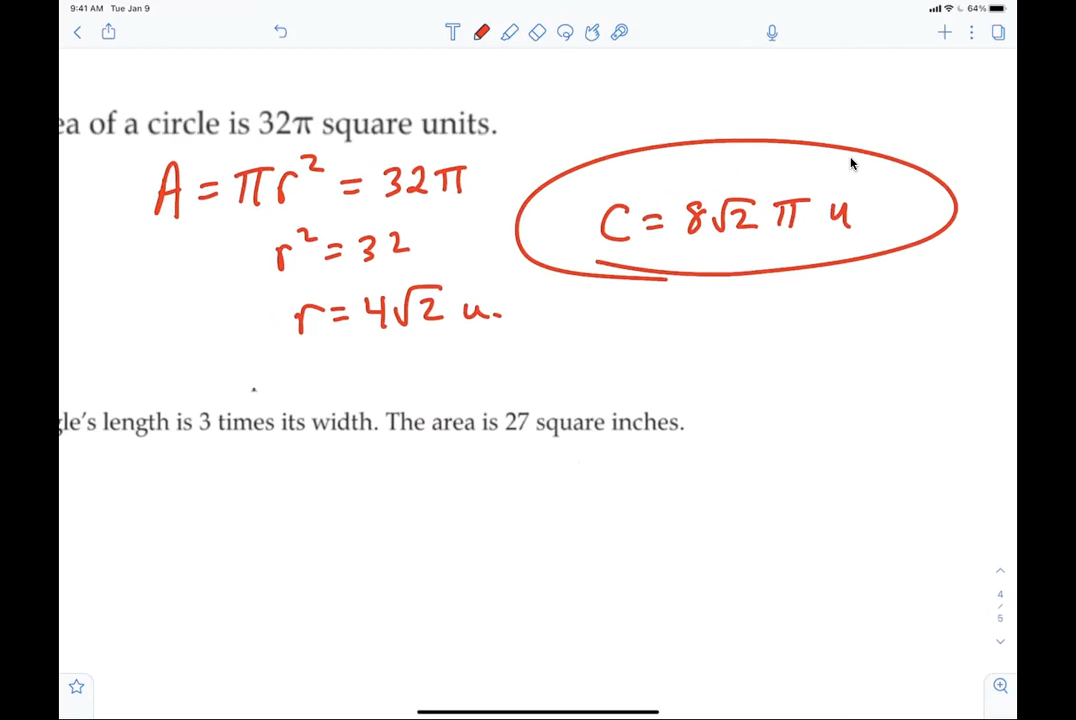 9:41 AM Tue Jan 9
64%
T
ea of a circle is 32π square units.
A = πr² = 32π
r² = 32
r = 4√2 u.
C = 8√2 π u
gle's length is 3 times its width. The area is 27 square inches.
4
/
5